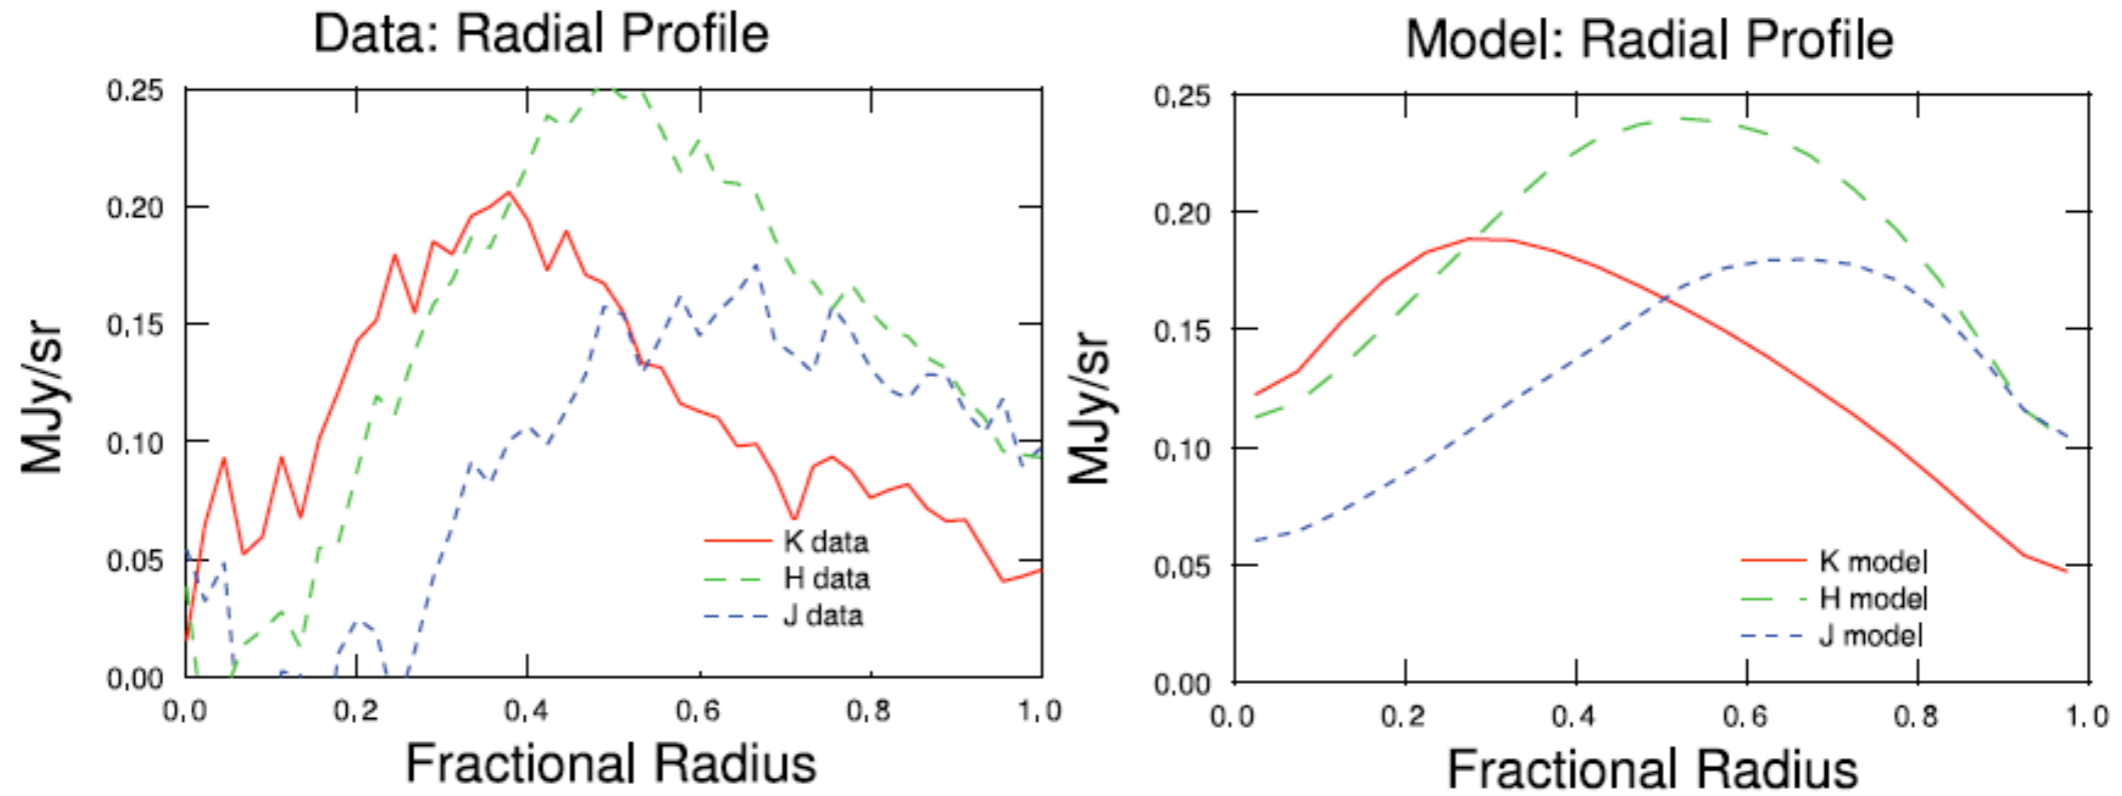 Data: Radial Profile
0.25
0.20
0.15
0.10
0.05
0.00
MJy/sr
K data
H data
J data
0.0 0.2 0.4 0.6 0.8 1.0
Fractional Radius
Model: Radial Profile
0.25
0.20
0.15
0.10
0.05
0.00
MJy/sr
K model
H model
J model
0.0 0.2 0.4 0.6 0.8 1.0
Fractional Radius